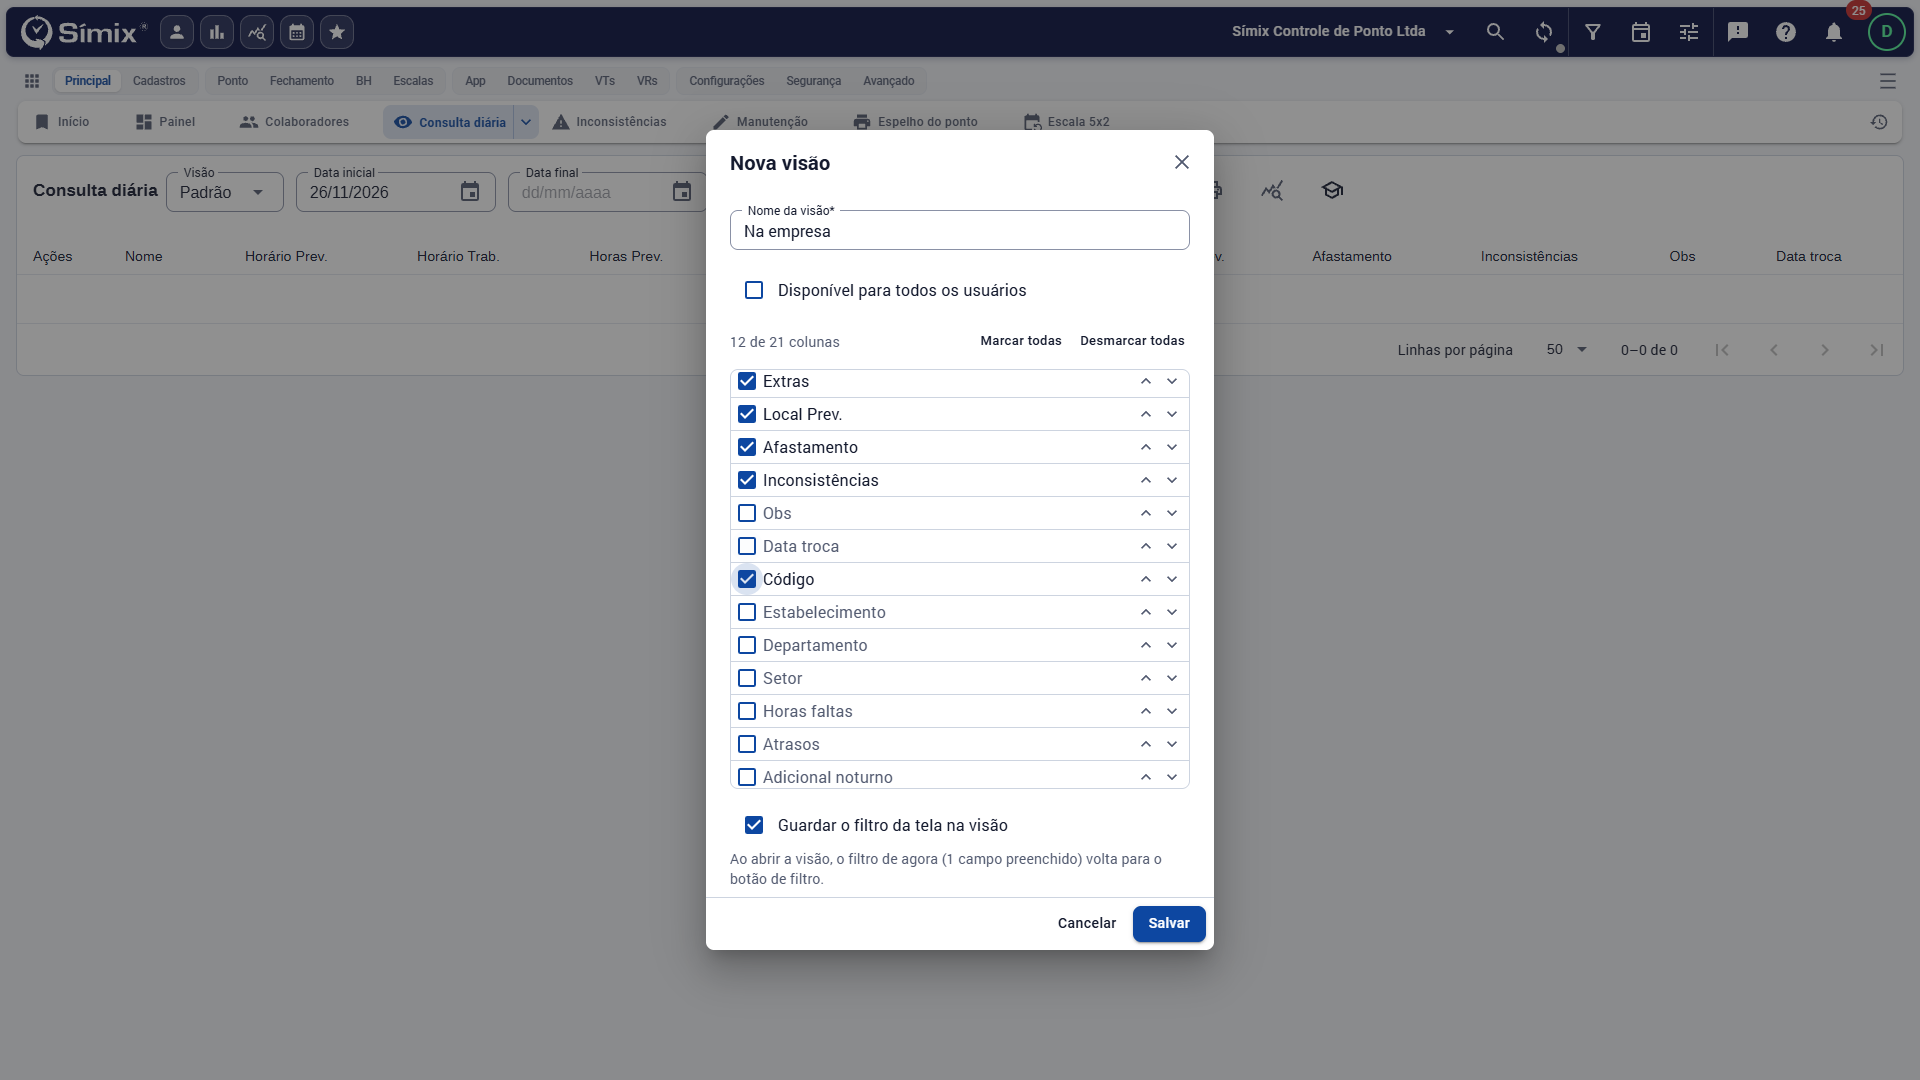 Símix
Símix Controle de Ponto Ltda
25
D
Principal
Cadastros
Ponto
Fechamento
BH
Escalas
App
Documentos
VTs
VRs
Configurações
Segurança
Avançado
Início
Painel
Colaboradores
Consulta diária
Inconsistências
Manutenção
Espelho do ponto
Escala 5x2
Consulta diária
Visão
Padrão
Data inicial
26/11/2026
Data final
dd/mm/aaaa
Ações
Nome
Horário Prev.
Horário Trab.
Horas Prev.
v.
Afastamento
Inconsistências
Obs
Data troca
Linhas por página
50
0–0 de 0
Nova visão
Nome da visão*
Na empresa
Disponível para todos os usuários
12 de 21 colunas
Marcar todas
Desmarcar todas
Extras
Local Prev.
Afastamento
Inconsistências
Obs
Data troca
Código
Estabelecimento
Departamento
Setor
Horas faltas
Atrasos
Adicional noturno
Guardar o filtro da tela na visão
Ao abrir a visão, o filtro de agora (1 campo preenchido) volta para o
botão de filtro.
Cancelar
Salvar